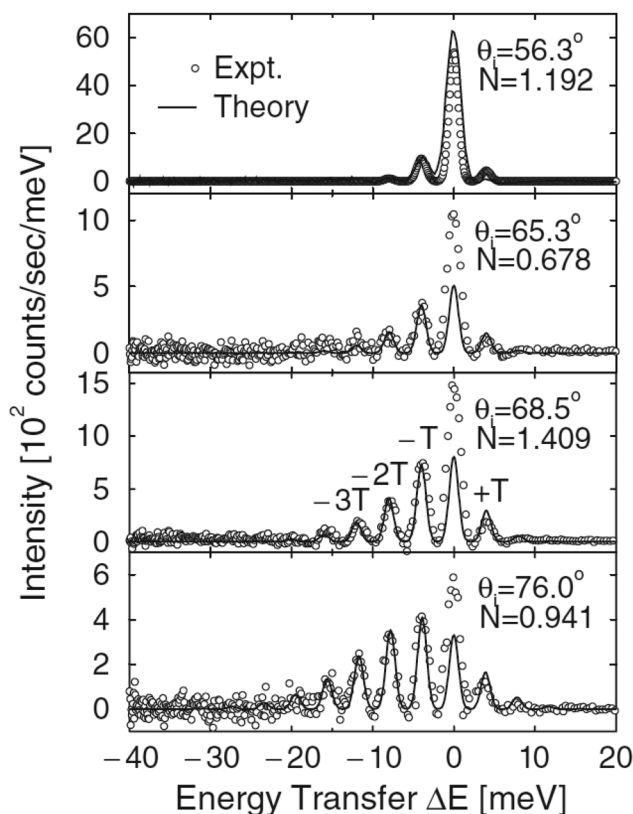 Intensity [10² counts/sec/meV]
60
40
20
0
Expt.
Theory
θᵢ=56.3°
N=1.192
10
5
0
θᵢ=65.3°
N=0.678
15
10
5
0
−3T
−2T
−T
+T
θᵢ=68.5°
N=1.409
6
4
2
0
θᵢ=76.0°
N=0.941
−40 −30 −20 −10 0 10 20
Energy Transfer ΔE [meV]